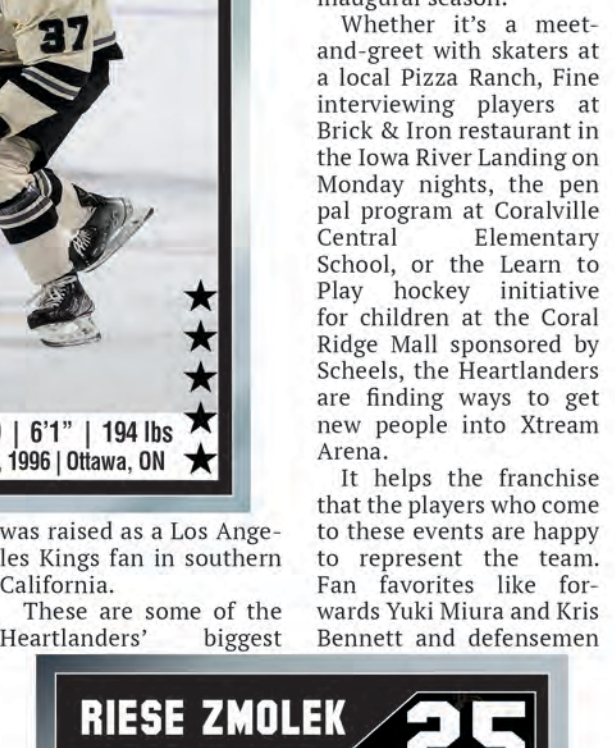 37
| 6’1” | 194 lbs
, 1996 | Ottawa, ON
was raised as a Los Ange-
les Kings fan in southern
California.
These are some of the
Heartlanders’ biggest
inaugural season.
Whether it’s a meet-
and-greet with skaters at
a local Pizza Ranch, Fine
interviewing players at
Brick & Iron restaurant in
the Iowa River Landing on
Monday nights, the pen
pal program at Coralville
Central Elementary
School, or the Learn to
Play hockey initiative
for children at the Coral
Ridge Mall sponsored by
Scheels, the Heartlanders
are finding ways to get
new people into Xtream
Arena.
It helps the franchise
that the players who come
to these events are happy
to represent the team.
Fan favorites like for-
wards Yuki Miura and Kris
Bennett and defensemen
RIESE ZMOLEK
25